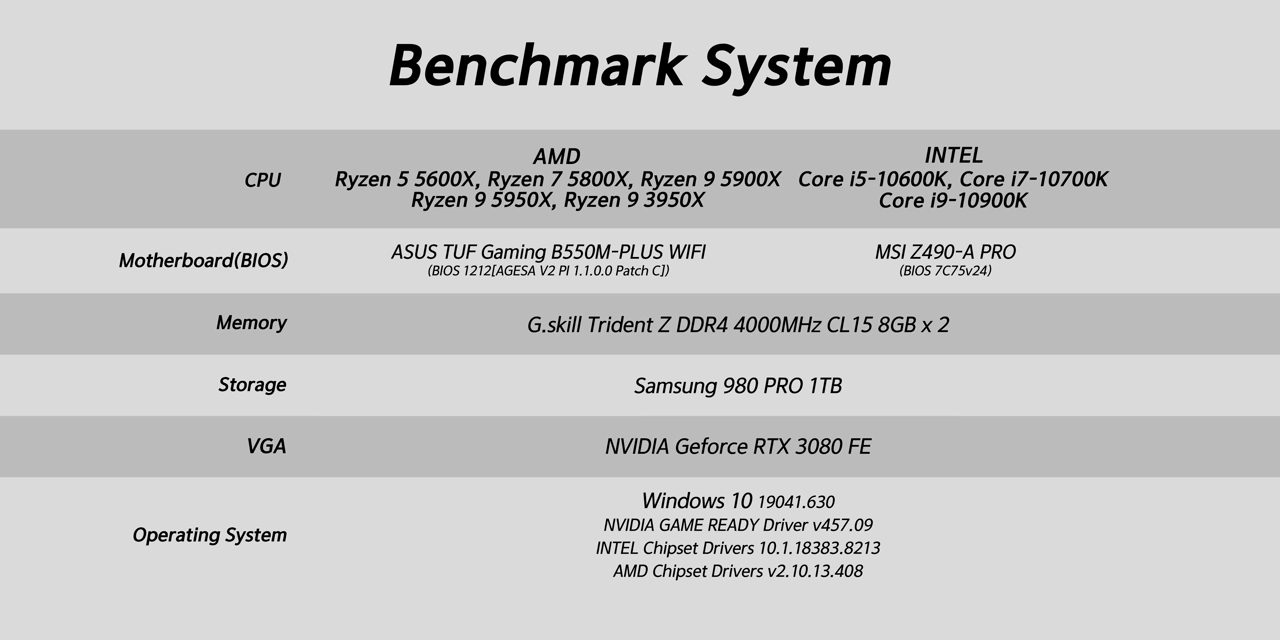 Benchmark System
CPU
AMD
Ryzen 5 5600X, Ryzen 7 5800X, Ryzen 9 5900X
Ryzen 9 5950X, Ryzen 9 3950X
INTEL
Core i5-10600K, Core i7-10700K
Core i9-10900K
Motherboard(BIOS)
ASUS TUF Gaming B550M-PLUS WIFI
(BIOS 1212[AGESA V2 PI 1.1.0.0 Patch C])
MSI Z490-A PRO
(BIOS 7C75v24)
Memory
G.skill Trident Z DDR4 4000MHz CL15 8GB x 2
Storage
Samsung 980 PRO 1TB
VGA
NVIDIA Geforce RTX 3080 FE
Operating System
Windows 10 19041.630
NVIDIA GAME READY Driver v457.09
INTEL Chipset Drivers 10.1.18383.8213
AMD Chipset Drivers v2.10.13.408